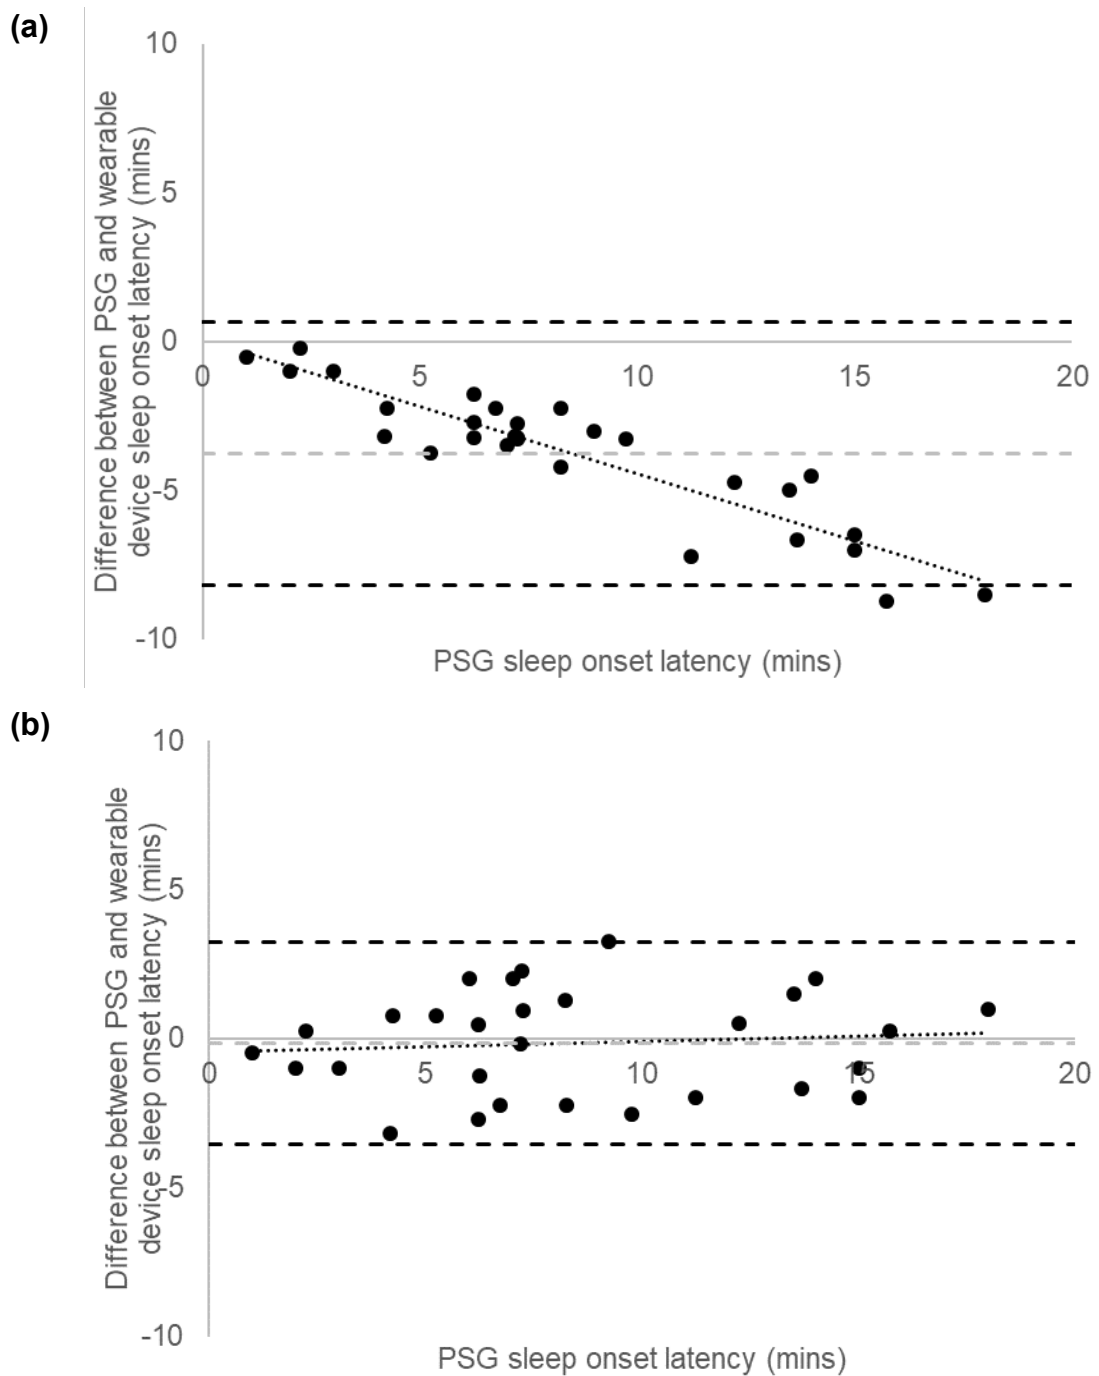 (a)
10
5
0
-5
-10
Difference between PSG and wearable
device sleep onset latency (mins)
0 5 10 15 20
PSG sleep onset latency (mins)
(b)
10
5
0
-5
-10
Difference between PSG and wearable
device sleep onset latency (mins)
0 5 10 15 20
PSG sleep onset latency (mins)